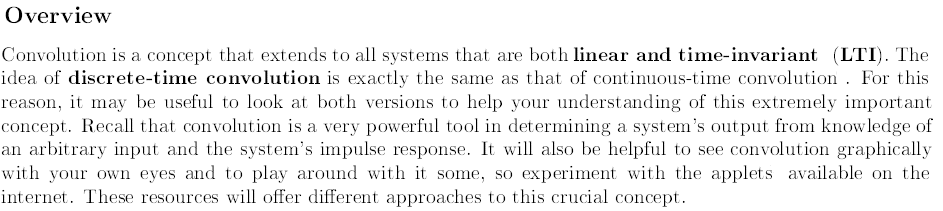 Overview
Convolution is a concept that extends to all systems that are both linear and time-invariant (LTI). The
idea of discrete-time convolution is exactly the same as that of continuous-time convolution . For this
reason, it may be useful to look at both versions to help your understanding of this extremely important
concept. Recall that convolution is a very powerful tool in determining a system's output from knowledge of
an arbitrary input and the system's impulse response. It will also be helpful to see convolution graphically
with your own eyes and to play around with it some, so experiment with the applets available on the
internet. These resources will offer different approaches to this crucial concept.